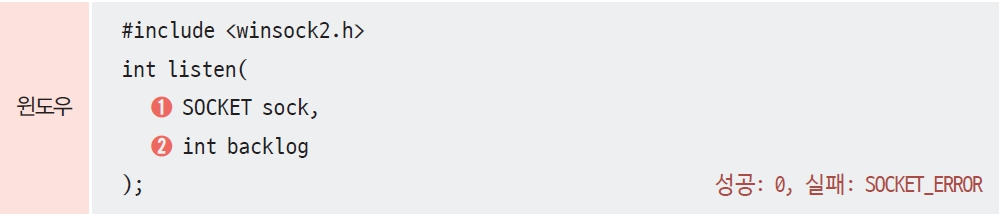 윈도우
#include <winsock2.h>
int listen(
❶ SOCKET sock,
❷ int backlog
);
성공: 0, 실패: SOCKET_ERROR